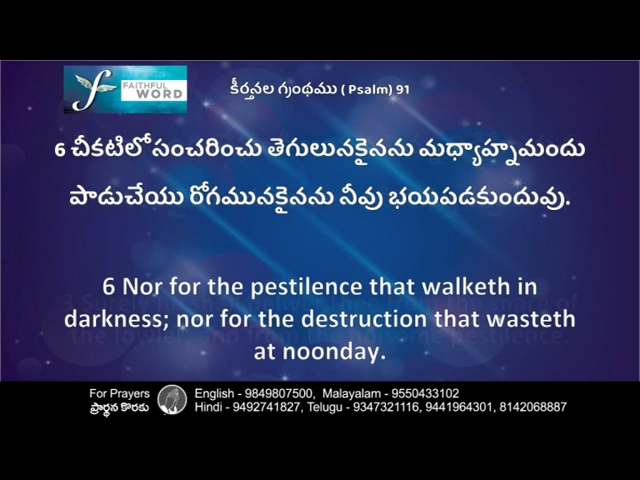 FAITHFUL
WORD
కీర్తనల గ్రంథము ( Psalm) 91
6 చీకటిలో సంచరించు తెగులునకైనను మధ్యాహ్నమందు
పాడుచేయు రోగమునకైనను నీవు భయపడకుందువు.
6 Nor for the pestilence that walketh in
darkness; nor for the destruction that wasteth
at noonday.
For Prayers
ప్రార్థన కొరకు
English - 9849807500, Malayalam - 9550433102
Hindi - 9492741827, Telugu - 9347321116, 9441964301, 8142068887